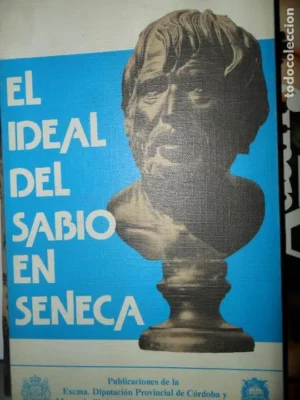 EL
IDEAL
DEL
SABIO
EN
SENECA
Publicaciones de la
Excma. Diputación Provincial de Córdoba y
todocoleccion